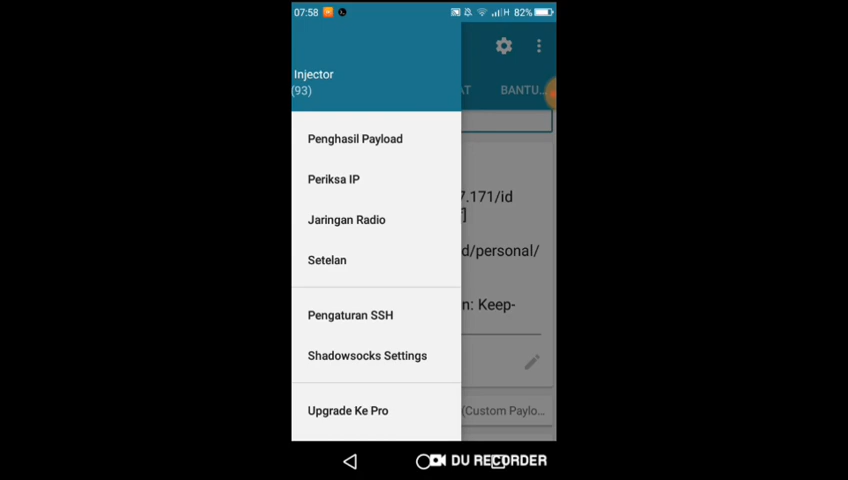 07:58
H 82%
Injector
(93)
AT
BANTU...
Penghasil Payload
Periksa IP
7.171/id
Jaringan Radio
f]
d/personal/
Setelan
n: Keep-
Pengaturan SSH
Shadowsocks Settings
Upgrade Ke Pro
(Custom Paylo...
DU RECORDER